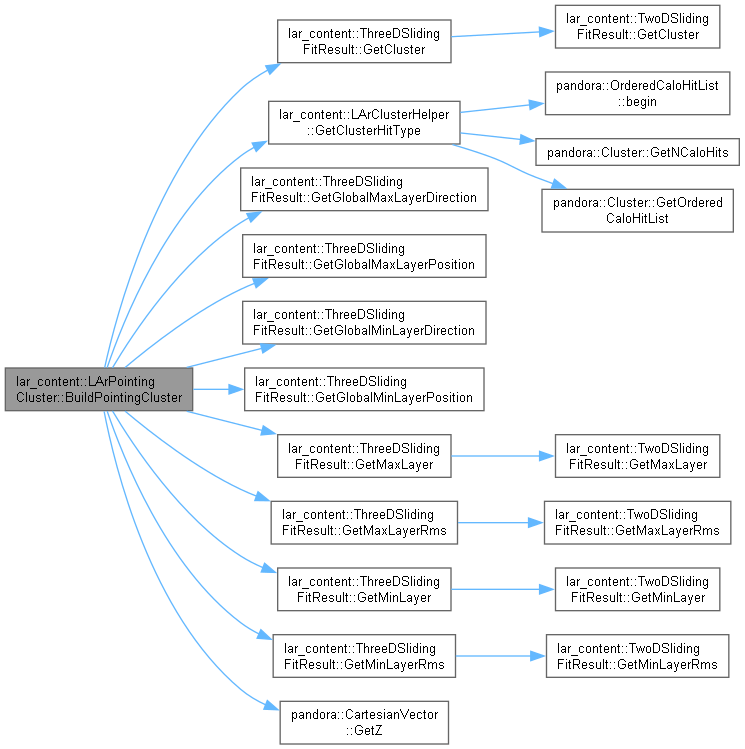 lar_content::LArPointing
Cluster::BuildPointingCluster
lar_content::ThreeDSliding
FitResult::GetCluster
lar_content::TwoDSliding
FitResult::GetCluster
lar_content::LArClusterHelper
::GetClusterHitType
pandora::OrderedCaloHitList
::begin
pandora::Cluster::GetNCaloHits
pandora::Cluster::GetOrdered
CaloHitList
lar_content::ThreeDSliding
FitResult::GetGlobalMaxLayerDirection
lar_content::ThreeDSliding
FitResult::GetGlobalMaxLayerPosition
lar_content::ThreeDSliding
FitResult::GetGlobalMinLayerDirection
lar_content::ThreeDSliding
FitResult::GetGlobalMinLayerPosition
lar_content::ThreeDSliding
FitResult::GetMaxLayer
lar_content::TwoDSliding
FitResult::GetMaxLayer
lar_content::ThreeDSliding
FitResult::GetMaxLayerRms
lar_content::TwoDSliding
FitResult::GetMaxLayerRms
lar_content::ThreeDSliding
FitResult::GetMinLayer
lar_content::TwoDSliding
FitResult::GetMinLayer
lar_content::ThreeDSliding
FitResult::GetMinLayerRms
lar_content::TwoDSliding
FitResult::GetMinLayerRms
pandora::CartesianVector
::GetZ